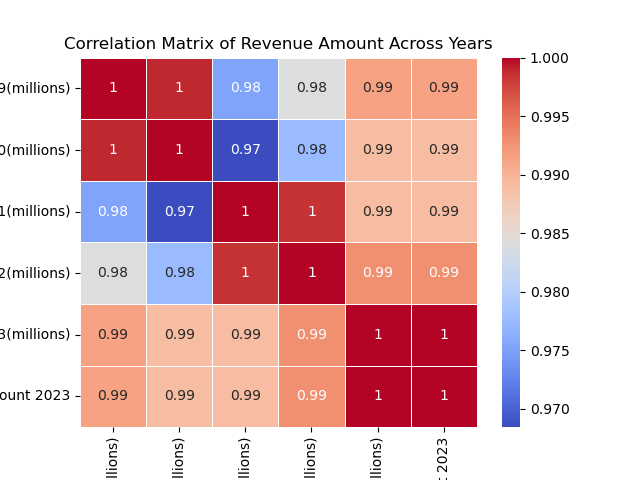 Correlation Matrix of Revenue Amount Across Years
9(millions) 1 1 0.98 0.98 0.99 0.99
0(millions) 1 1 0.97 0.98 0.99 0.99
1(millions) 0.98 0.97 1 1 0.99 0.99
2(millions) 0.98 0.98 1 1 0.99 0.99
3(millions) 0.99 0.99 0.99 0.99 1 1
ount 2023 0.99 0.99 0.99 0.99 1 1
llions)
llions)
llions)
llions)
llions)
2023
1.000
0.995
0.990
0.985
0.980
0.975
0.970